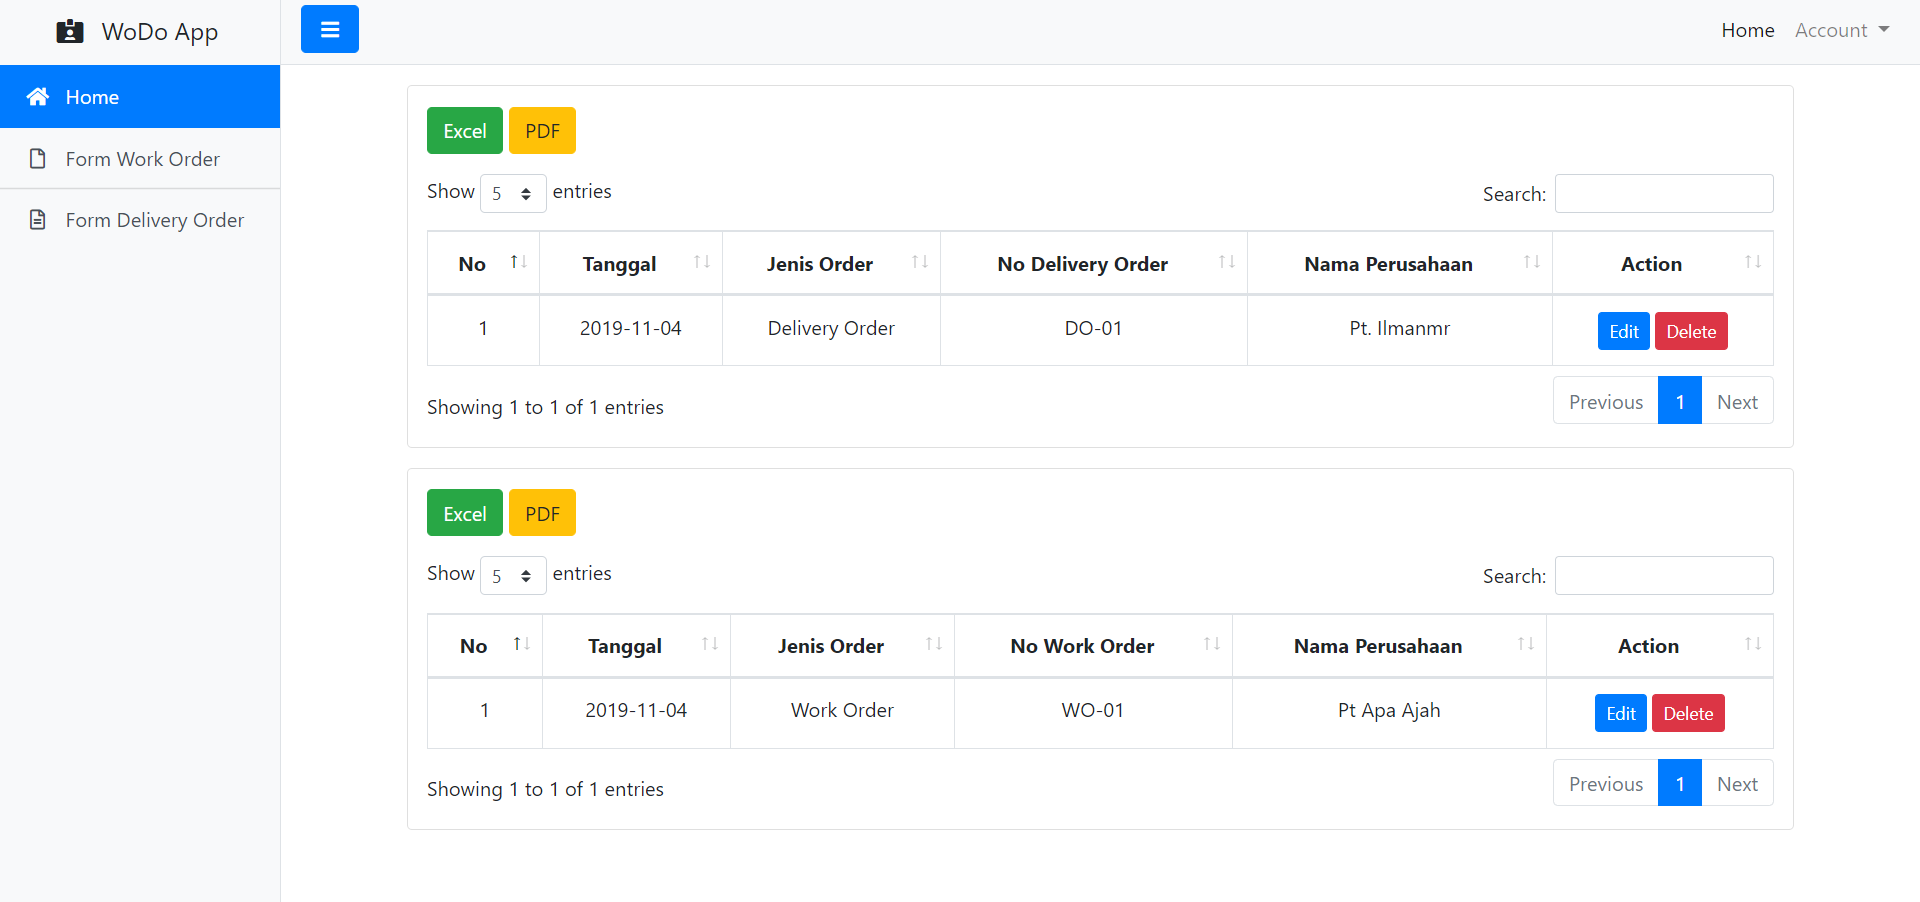 WoDo App
Home Account
Home
Form Work Order
Form Delivery Order
Excel PDF
Show 5 entries Search:
No Tanggal Jenis Order No Delivery Order Nama Perusahaan Action
1 2019-11-04 Delivery Order DO-01 Pt. Ilmanmr Edit Delete
Showing 1 to 1 of 1 entries Previous 1 Next
Excel PDF
Show 5 entries Search:
No Tanggal Jenis Order No Work Order Nama Perusahaan Action
1 2019-11-04 Work Order WO-01 Pt Apa Ajah Edit Delete
Showing 1 to 1 of 1 entries Previous 1 Next